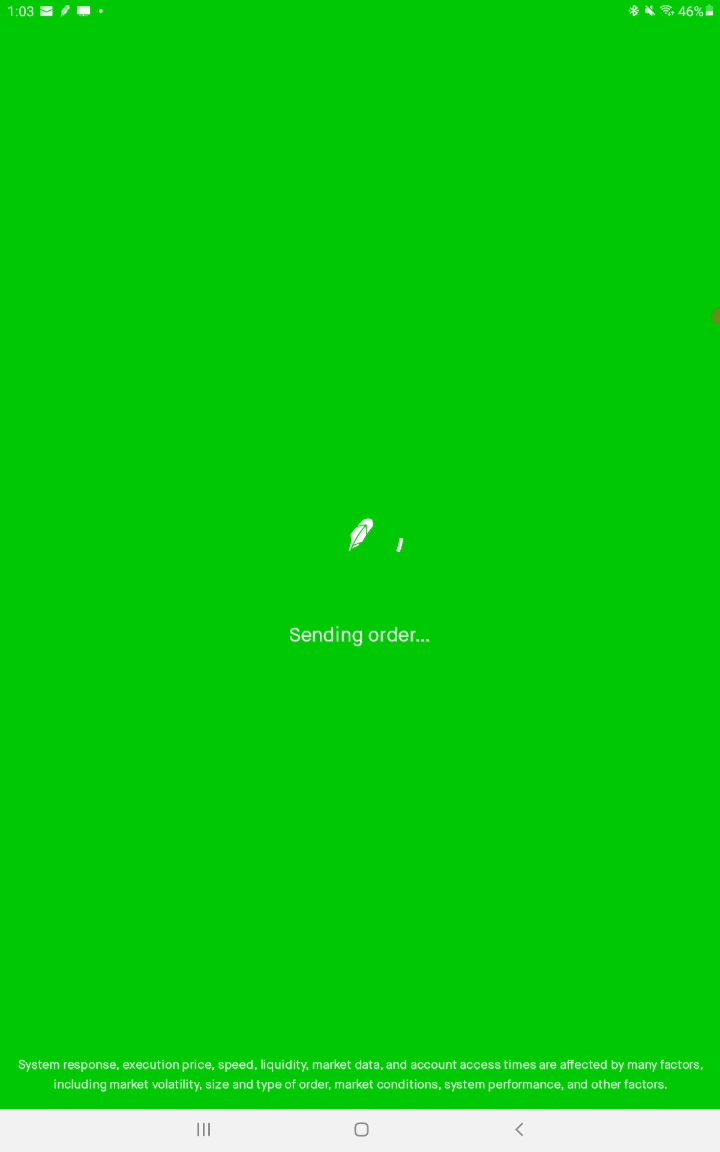 1:03 46%
Sending order...
System response, execution price, speed, liquidity, market data, and account access times are affected by many factors,
including market volatility, size and type of order, market conditions, system performance, and other factors.